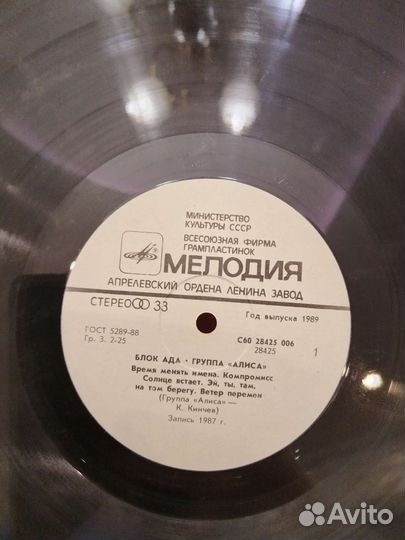 МИНИСТЕРСТВО
КУЛЬТУРЫ СССР
ВСЕСОЮЗНАЯ ФИРМА
ГРАМПЛАСТИНОК
МЕЛОДИЯ
АПРЕЛЕВСКИЙ ОРДЕНА ЛЕНИНА ЗАВОД
СТЕРЕО 33
Год выпуска 1989
ГОСТ 5289-88
Гр. 3. 2-25
С60 28425 006
28425
1
БЛОК АДА · ГРУППА «АЛИСА»
Время менять имена. Компромисс
Солнце встает. Эй, ты, там,
на том берегу. Ветер перемен
(Группа «Алиса» —
К. Кинчев)
Запись 1987 г.
Avito